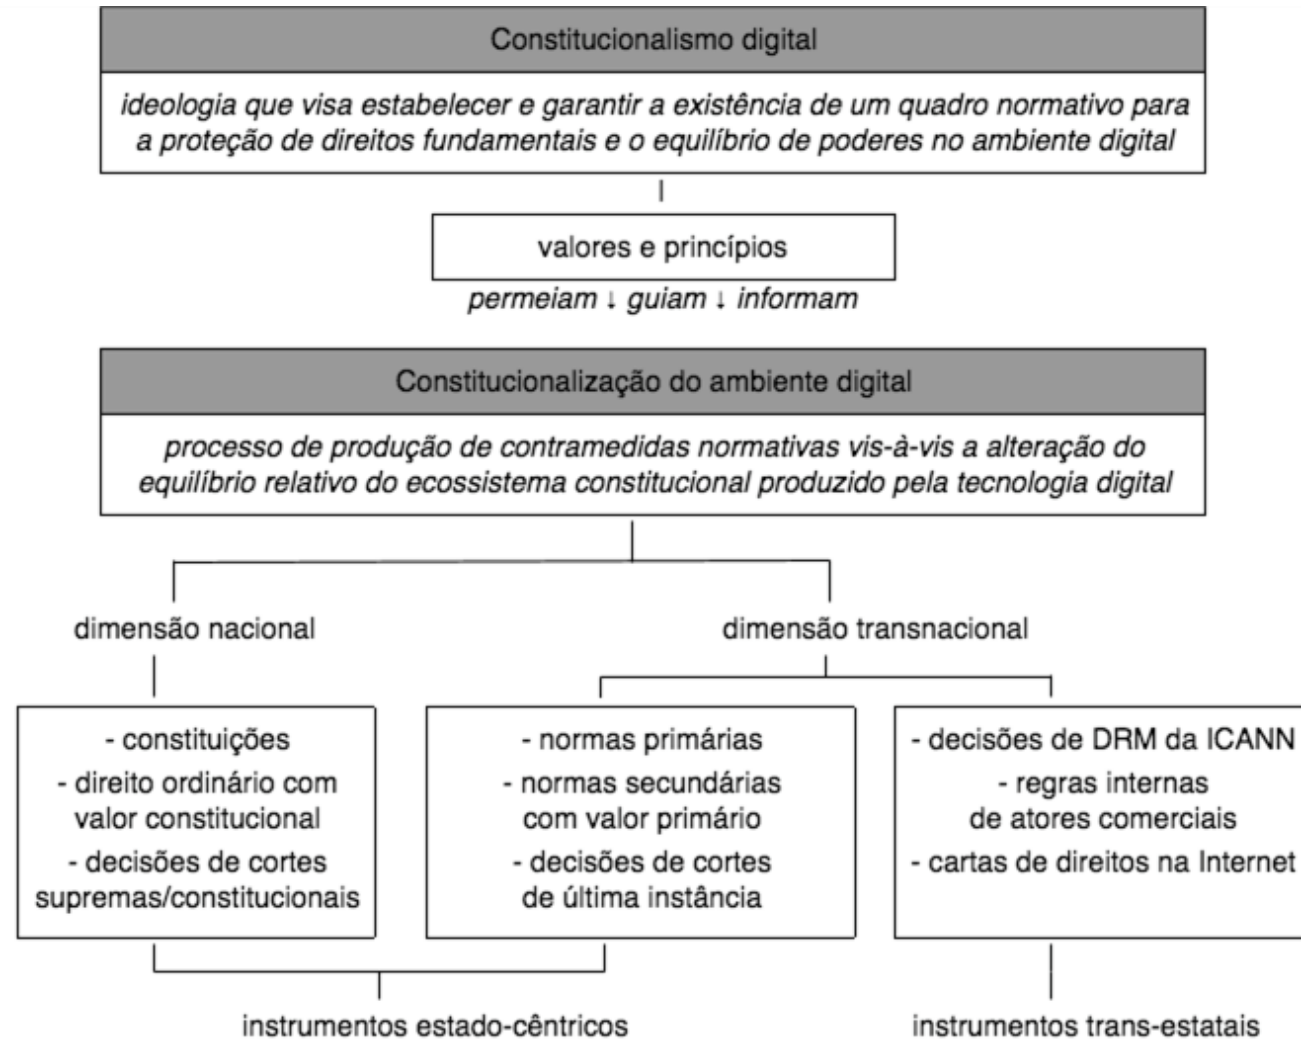 Constitucionalismo digital
ideologia que visa estabelecer e garantir a existência de um quadro normativo para
a proteção de direitos fundamentais e o equilíbrio de poderes no ambiente digital
valores e princípios
permeiam ↓ guiam ↓ informam
Constitucionalização do ambiente digital
processo de produção de contramedidas normativas vis-à-vis a alteração do
equilíbrio relativo do ecossistema constitucional produzido pela tecnologia digital
dimensão nacional
dimensão transnacional
- constituições
- direito ordinário com
valor constitucional
- decisões de cortes
supremas/constitucionais
- normas primárias
- normas secundárias
com valor primário
- decisões de cortes
de última instância
- decisões de DRM da ICANN
- regras internas
de atores comerciais
- cartas de direitos na Internet
instrumentos estado-cêntricos
instrumentos trans-estatais